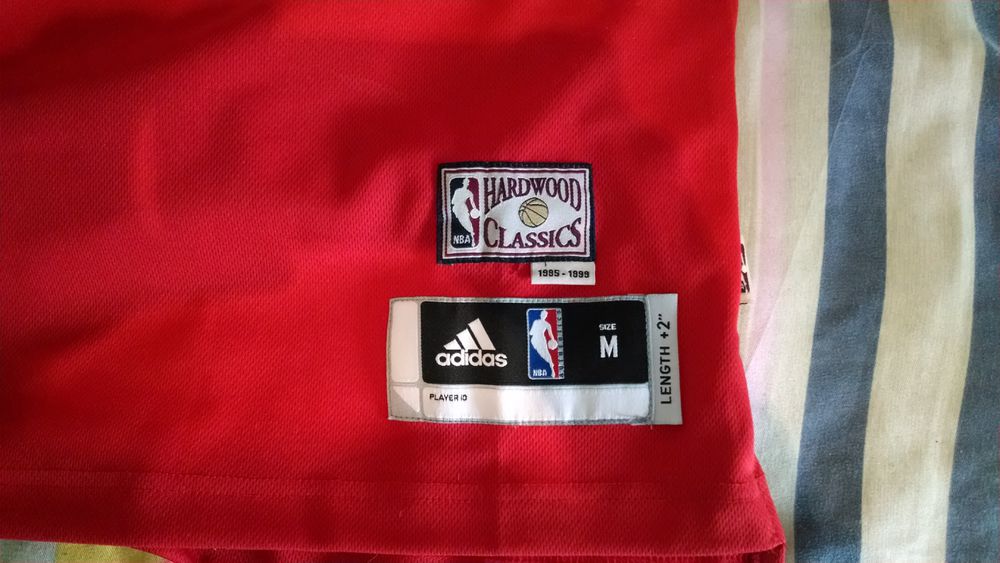 HARDWOOD
NBA
CLASSICS
1995 - 1999
adidas
NBA
SIZE
M
LENGTH +2"
PLAYER ID